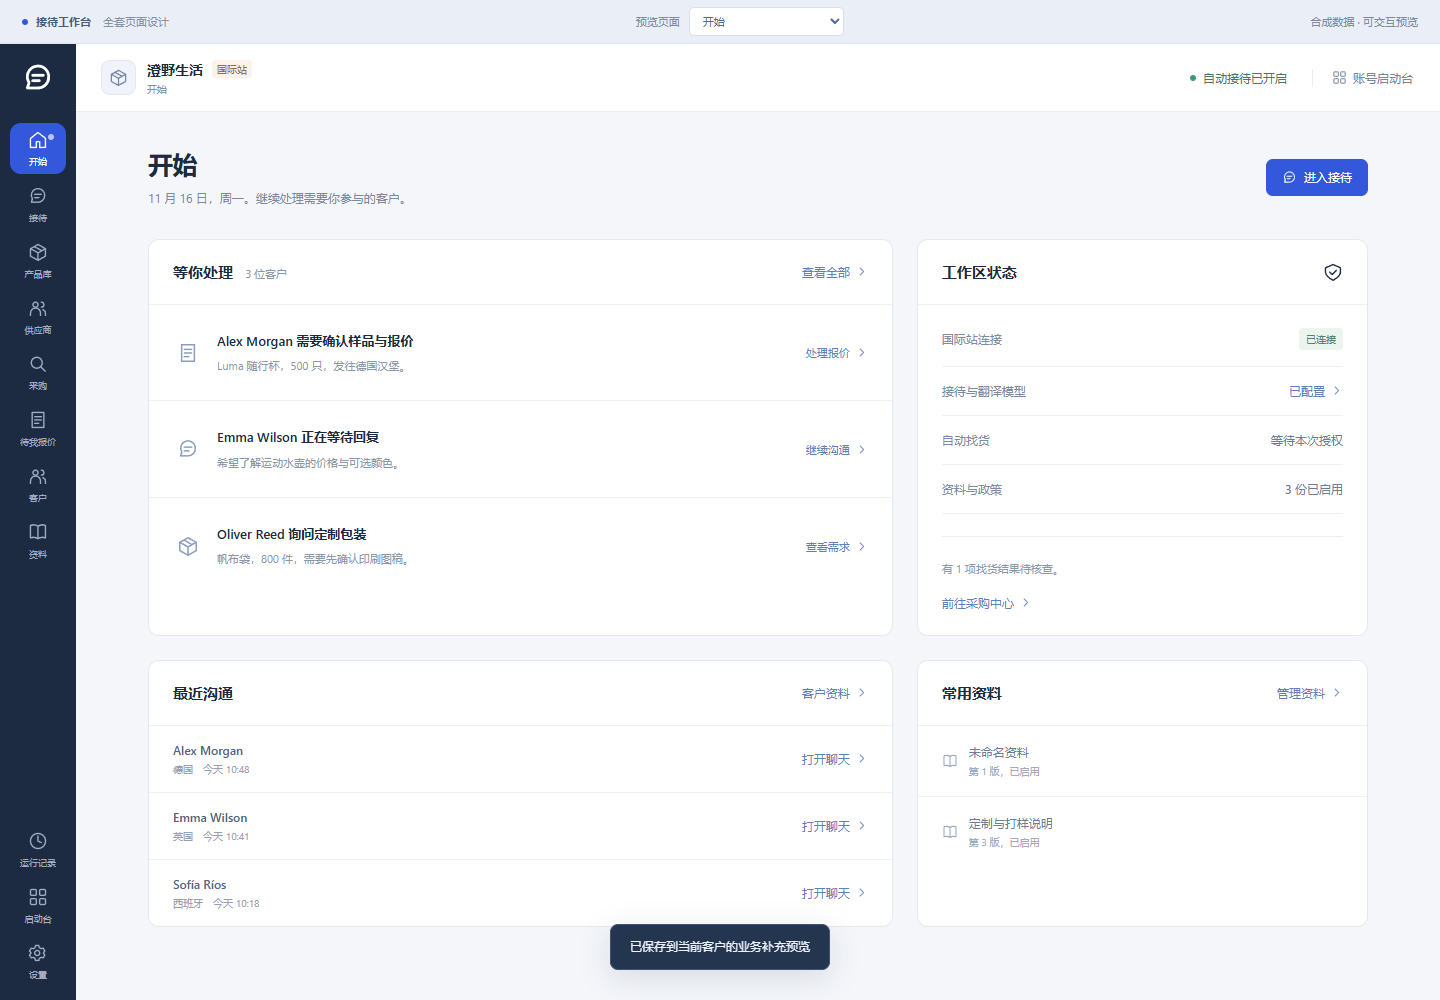 接待工作台 全套页面设计 预览页面 开始 合成数据 · 可交互预览
澄野生活 国际站
开始
自动接待已开启 账号启动台
开始
接待
产品库
供应商
采购
待我报价
客户
资料
运行记录
启动台
设置
开始
11 月 16 日，周一。继续处理需要你参与的客户。
进入接待
等你处理 3 位客户 查看全部
Alex Morgan 需要确认样品与报价
Luma 随行杯，500 只，发往德国汉堡。
处理报价
Emma Wilson 正在等待回复
希望了解运动水壶的价格与可选颜色。
继续沟通
Oliver Reed 询问定制包装
帆布袋，800 件，需要先确认印刷图稿。
查看需求
工作区状态
国际站连接 已连接
接待与翻译模型 已配置
自动找货 等待本次授权
资料与政策 3 份已启用
有 1 项找货结果待核查。
前往采购中心
最近沟通 客户资料
Alex Morgan
德国 今天 10:48
打开聊天
Emma Wilson
英国 今天 10:41
打开聊天
Sofía Ríos
西班牙 今天 10:18
打开聊天
常用资料 管理资料
未命名资料
第 1 版，已启用
定制与打样说明
第 3 版，已启用
已保存到当前客户的业务补充预览